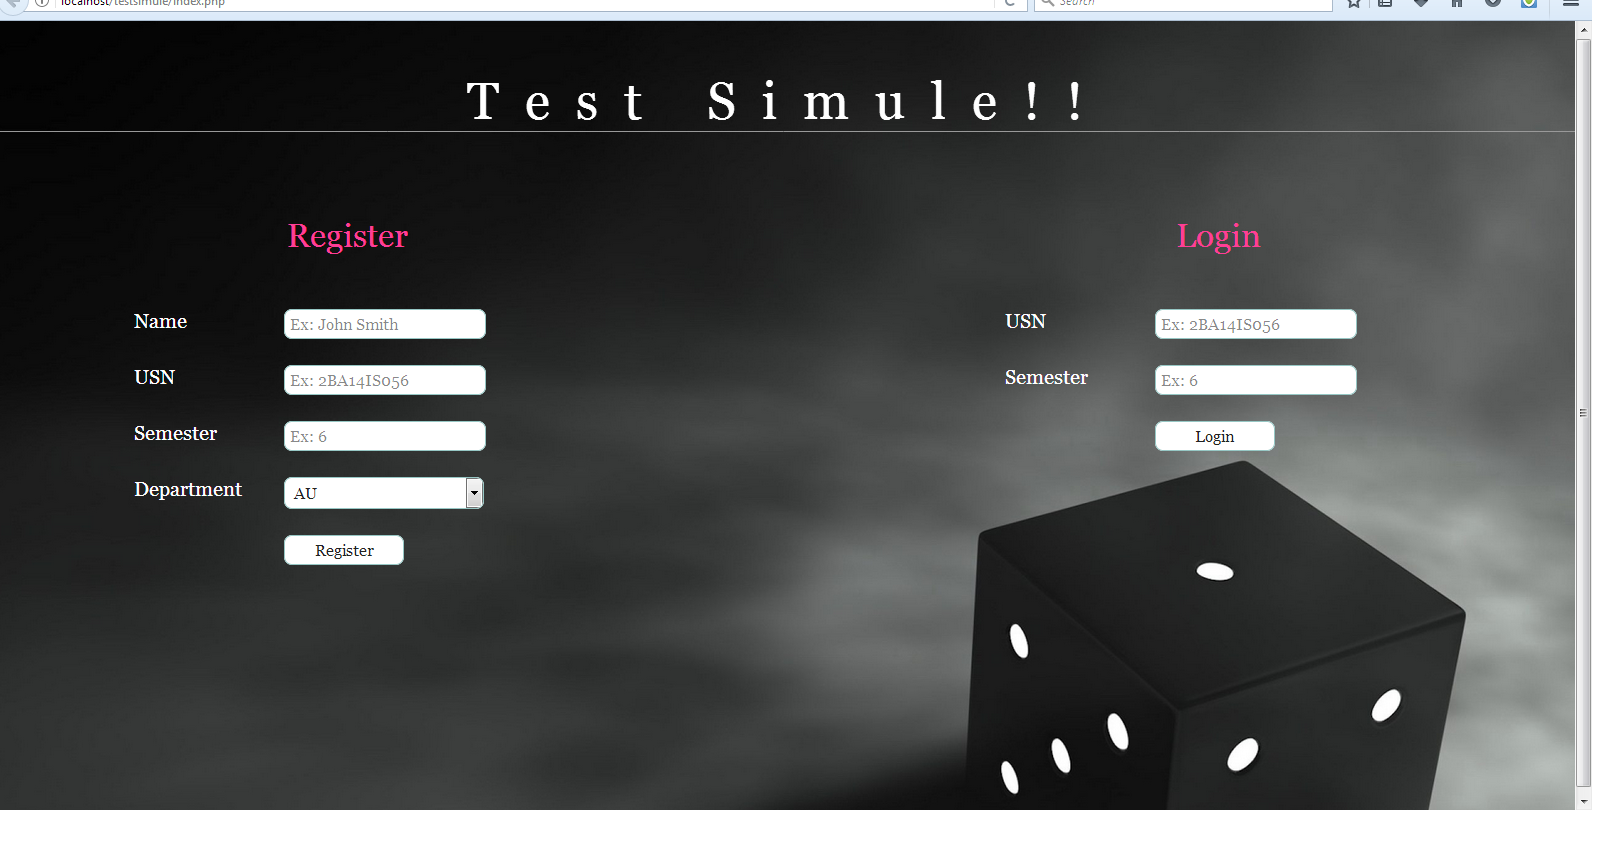 localhost/testsimule/index.php
Search
Test Simule!!
Register
Name
Ex: John Smith
USN
Ex: 2BA14IS056
Semester
Ex: 6
Department
AU
Register
Login
USN
Ex: 2BA14IS056
Semester
Ex: 6
Login